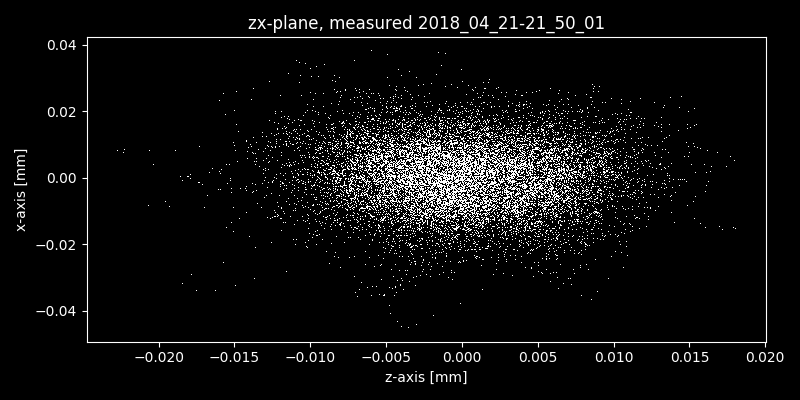 zx-plane, measured 2018_04_21-21_50_01
0.04
0.02
0.00
−0.02
−0.04
x-axis [mm]
−0.020 −0.015 −0.010 −0.005 0.000 0.005 0.010 0.015 0.020
z-axis [mm]